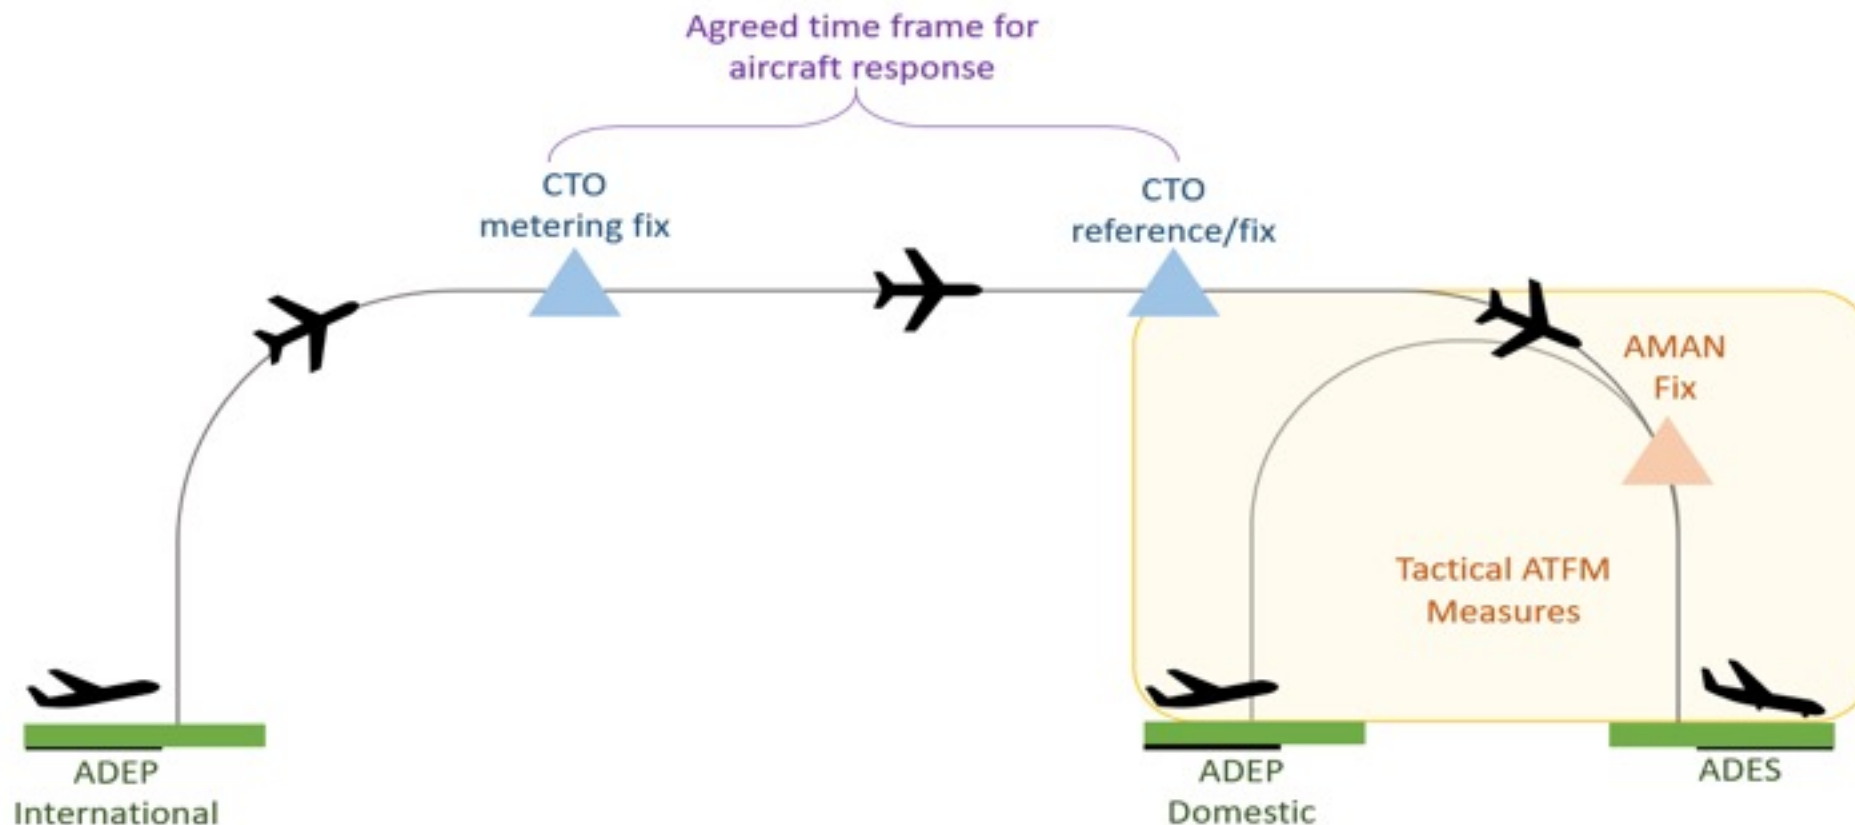 Agreed time frame for
aircraft response
CTO
metering fix
CTO
reference/fix
AMAN
Fix
Tactical ATFM
Measures
ADEP
International
ADEP
Domestic
ADES